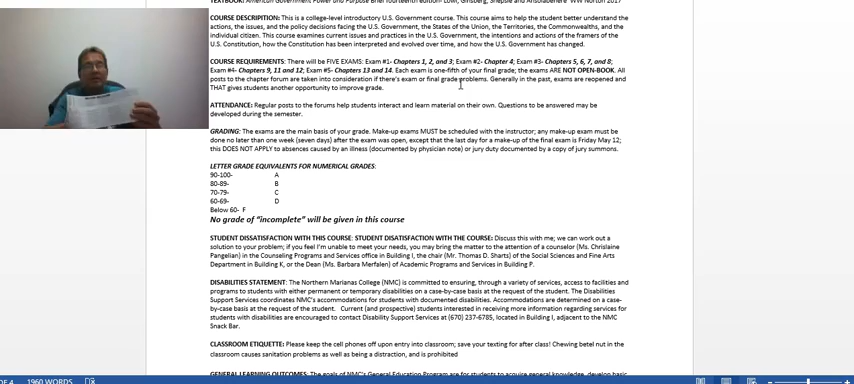 TEXTBOOK: American Government Power and Purpose Brief fourteenth edition- Lowi, Ginsberg, Shepsle and Ansolabehere WW Norton 2017
COURSE DESCRIPITION: This is a college-level introductory U.S. Government course. This course aims to help the student better understand the
actions, the issues, and the policy decisions facing the U.S. Government, the States of the Union, the Territories, the Commonwealths, and the
individual citizen. This course examines current issues and practices in the U.S. Government, the intentions and actions of the framers of the
U.S. Constitution, how the Constitution has been interpreted and evolved over time, and how the U.S. Government has changed.
COURSE REQUIREMENTS: There will be FIVE EXAMS: Exam #1- Chapters 1, 2, and 3; Exam #2- Chapter 4; Exam #3- Chapters 5, 6, 7, and 8;
Exam #4- Chapters 9, 11 and 12; Exam #5- Chapters 13 and 14. Each exam is one-fifth of your final grade; the exams ARE NOT OPEN-BOOK. All
posts to the chapter forum are taken into consideration if there's exam or final grade problems. Generally in the past, exams are reopened and
THAT gives students another opportunity to improve grade.
ATTENDANCE: Regular posts to the forums help students interact and learn material on their own. Questions to be answered may be
developed during the semester.
GRADING: The exams are the main basis of your grade. Make-up exams MUST be scheduled with the instructor; any make-up exam must be
done no later than one week (seven days) after the exam was open, except the last day for a makeup of the final exam is Friday May 12;
this DOES NOT APPLY to absences caused by an illness (documented by physician note) or jury duty documented by a copy of jury summons.
LETTER GRADE EQUIVALENTS FOR NUMERICAL GRADES:
90-100- A
80-89- B
70-79- C
60-69- D
Below 60- F
No grade of “incomplete” will be given in this course
STUDENT DISSATISFACTION WITH THIS COURSE: STUDENT DISATISFACTION WITH THE COURSE: Discuss this with me; we can work out a
solution to your problem; if you feel I'm unable to meet your needs, you may bring the matter to the attention of a counselor (Ms. Chrislaine
Pangelian) in the Counseling Programs and Services office in Building I, the chair (Mr. Thomas D. Sharts) of the Social Sciences and Fine Arts
Department in Building K, or the Dean (Ms. Barbara Merfalen) of Academic Programs and Services in Building P.
DISABILITIES STATEMENT: The Northern Marianas College (NMC) is committed to ensuring, through a variety of services, access to facilities and
programs to students with either permanent or temporary disabilities on a case-by-case basis at the request of the student. The Disabilities
Support Services coordinates NMC's accommodations for students with documented disabilities. Accommodations are determined on a case-
by-case basis at the request of the student. Current (and prospective) students interested in receiving more information regarding services for
students with disabilities are encouraged to contact Disability Support Services at (670) 237-6785, located in Building I, adjacent to the NMC
Snack Bar.
CLASSROOM ETIQUETTE: Please keep the cell phones off upon entry into classroom; save your texting for after class! Chewing betel nut in the
classroom causes sanitation problems as well as being a distraction, and is prohibited
GENERAL LEARNING OUTCOMES: The goals of NMC's General Education Program are for students to acquire general knowledge, develop basic
OF 4 1960 WORDS